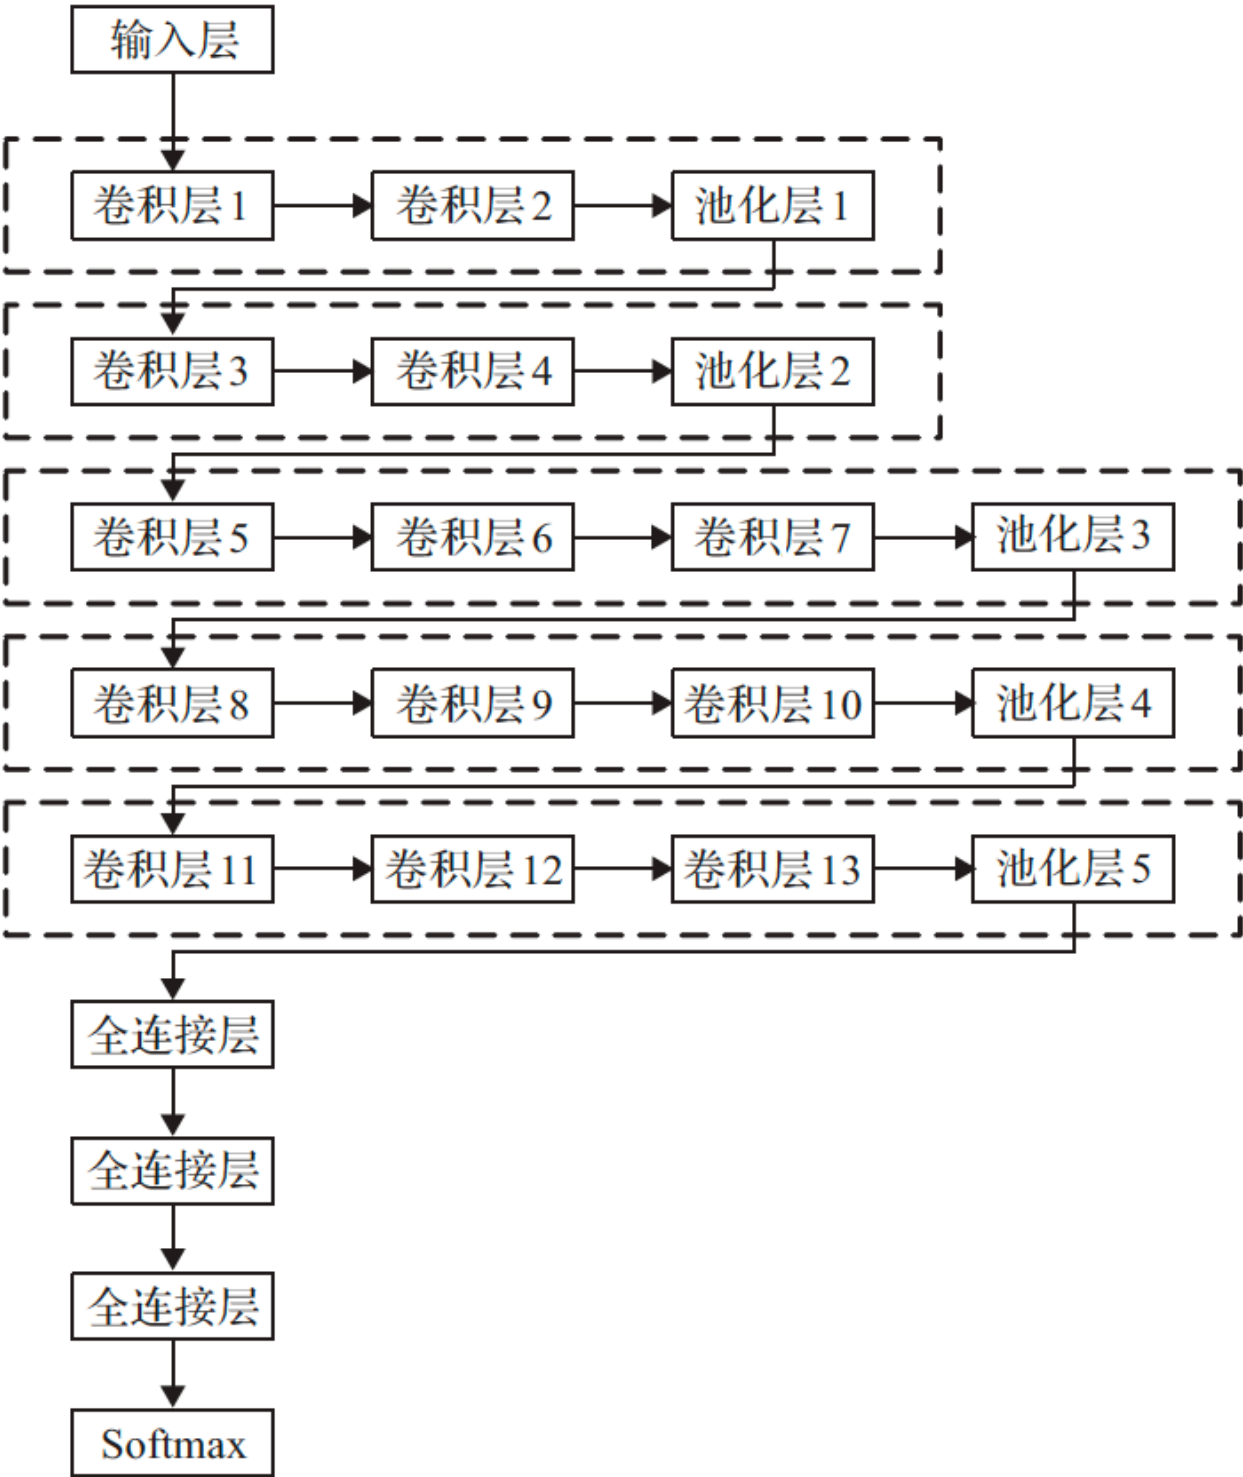 输入层
卷积层1 卷积层2 池化层1
卷积层3 卷积层4 池化层2
卷积层5 卷积层6 卷积层7 池化层3
卷积层8 卷积层9 卷积层10 池化层4
卷积层11 卷积层12 卷积层13 池化层5
全连接层
全连接层
全连接层
Softmax